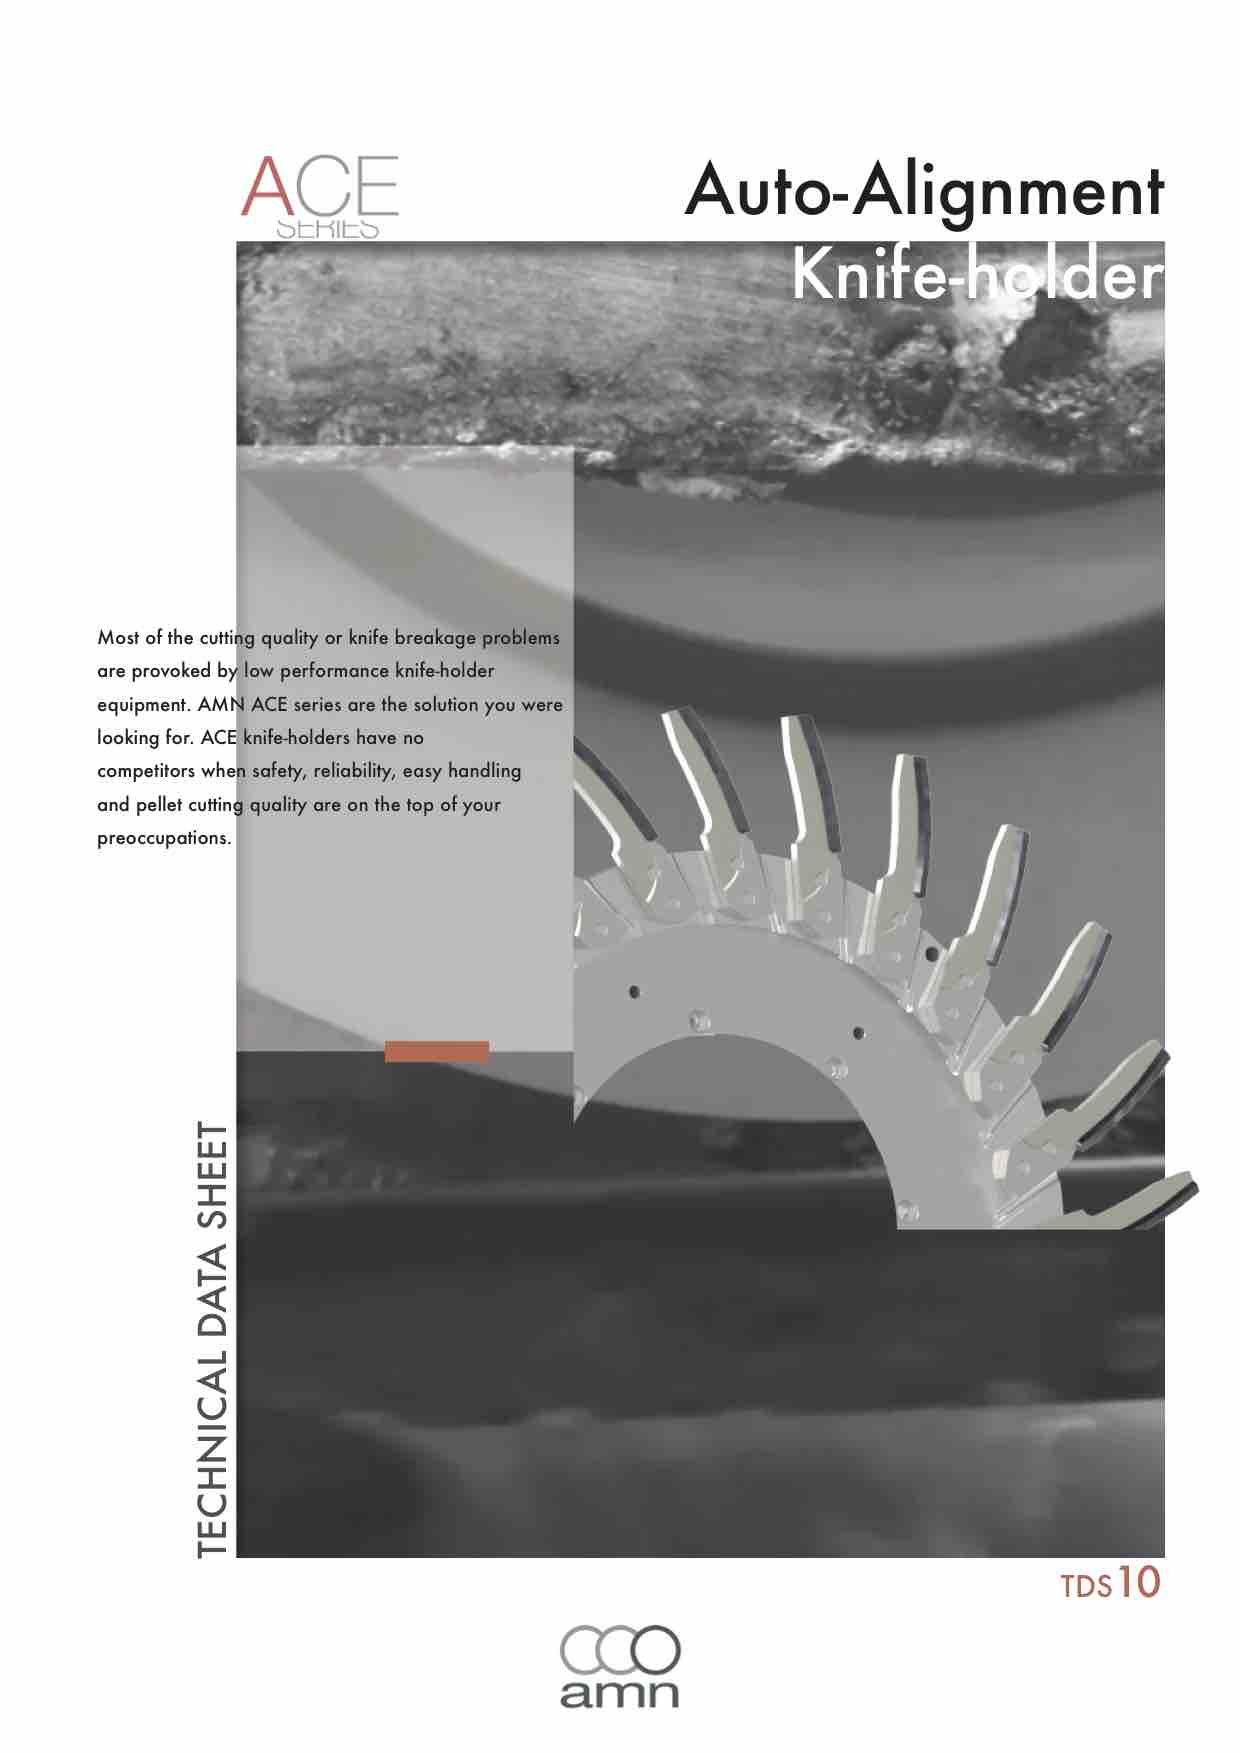 ACE
SERIES
Auto-Alignment
Knife-holder
Most of the cutting quality or knife breakage problems
are provoked by low performance knife-holder
equipment. AMN ACE series are the solution you were
looking for. ACE knife-holders have no
competitors when safety, reliability, easy handling
and pellet cutting quality are on the top of your
preoccupations.
TECHNICAL DATA SHEET
TDS10
amn